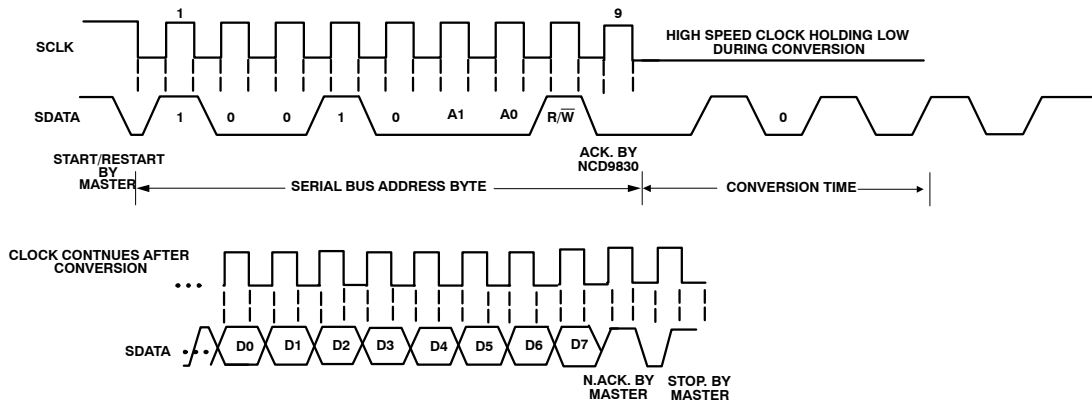 1
9
SCLK
HIGH SPEED CLOCK HOLDING LOW
DURING CONVERSION
SDATA
1 0 0 1 0 A1 A0 R/W̅ 0
START/RESTART
BY
MASTER
ACK. BY
NCD9830
SERIAL BUS ADDRESS BYTE
CONVERSION TIME
CLOCK CONTNUES AFTER
CONVERSION
...
SDATA ... D0 D1 D2 D3 D4 D5 D6 D7
N.ACK. BY
MASTER
STOP. BY
MASTER